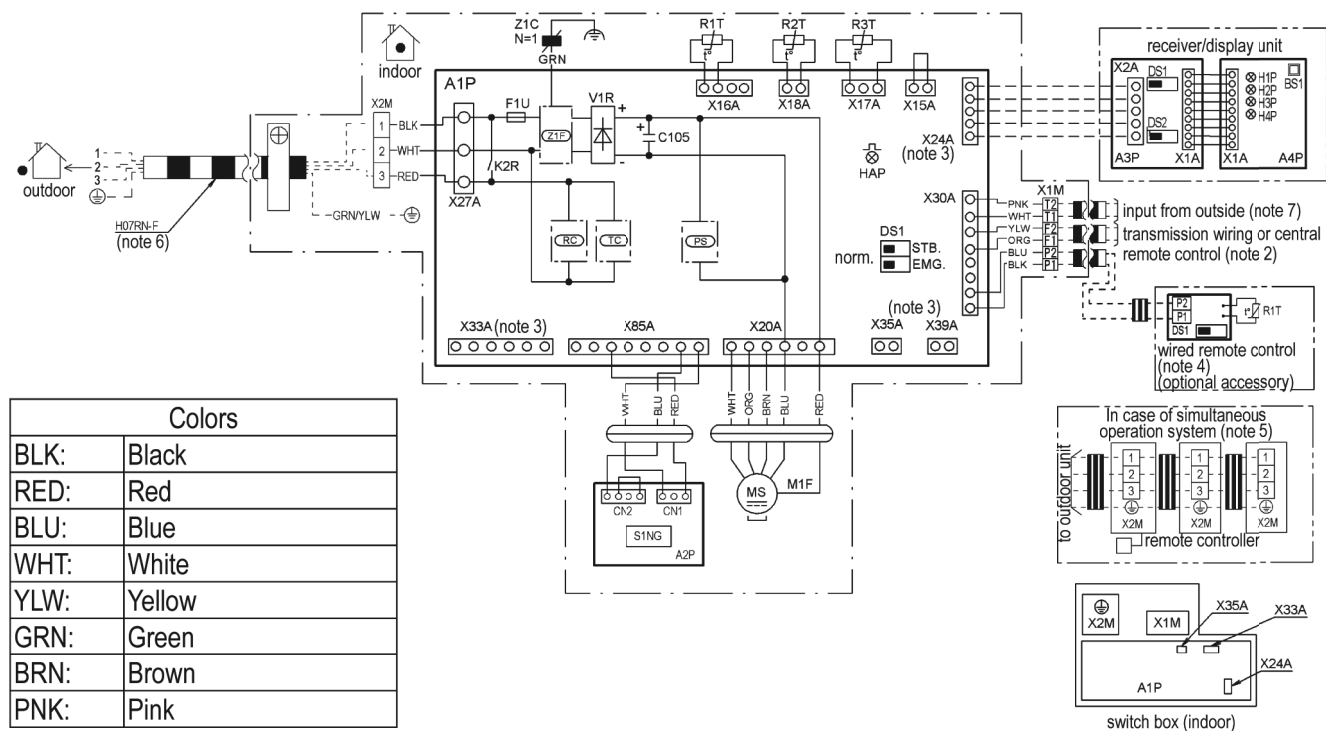 indoor
Z1C
N=1
GRN
R1T
t°
R2T
t°
R3T
t°
X16A
X18A
X17A
X15A
A1P
X2M
1 BLK
2 WHT
3 RED
X27A
F1U
K2R
Z1F
V1R
+
-
+
C105
RC
TC
PS
HAP
X24A
(note 3)
X30A
DS1
norm.
STB.
EMG.
(note 3)
X33A (note 3)
X85A
X20A
X35A
X39A
outdoor
1
2
3
H07RN-F
(note 6)
GRN/YLW
receiver/display unit
X2A
DS1
DS2
A3P
X1A
X1A
H1P
H2P
H3P
H4P
BS1
A4P
X1M
PNK T2
WHT T1
YLW F2
ORG F1
BLU P2
BLK P1
input from outside (note 7)
transmission wiring or central
remote control (note 2)
P2
P1
DS1
t°
R1T
wired remote control
(note 4)
(optional accessory)
WHT
BLU
RED
WHT
ORG
BRN
BLU
RED
CN2
CN1
S1NG
A2P
MS
M1F
In case of simultaneous
operation system (note 5)
to outdoor unit
1
2
3
X2M
1
2
3
X2M
1
2
3
X2M
remote controller
X2M
X1M
X35A
X33A
X24A
A1P
switch box (indoor)
Colors
BLK: Black
RED: Red
BLU: Blue
WHT: White
YLW: Yellow
GRN: Green
BRN: Brown
PNK: Pink